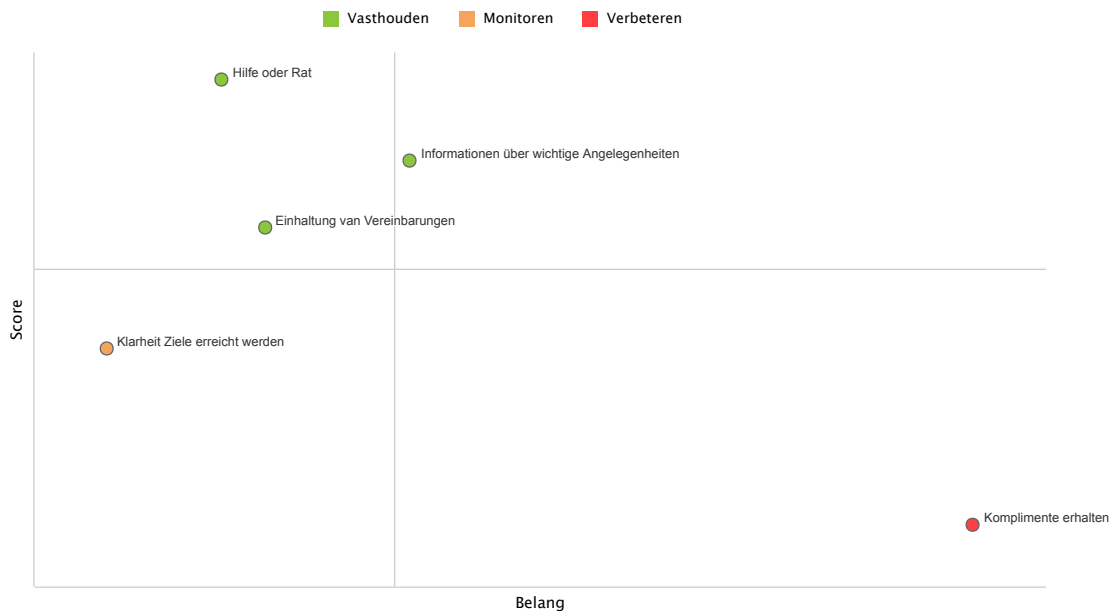 Vasthouden Monitoren Verbeteren
Hilfe oder Rat
Informationen über wichtige Angelegenheiten
Einhaltung van Vereinbarungen
Score
Klarheit Ziele erreicht werden
Komplimente erhalten
Belang